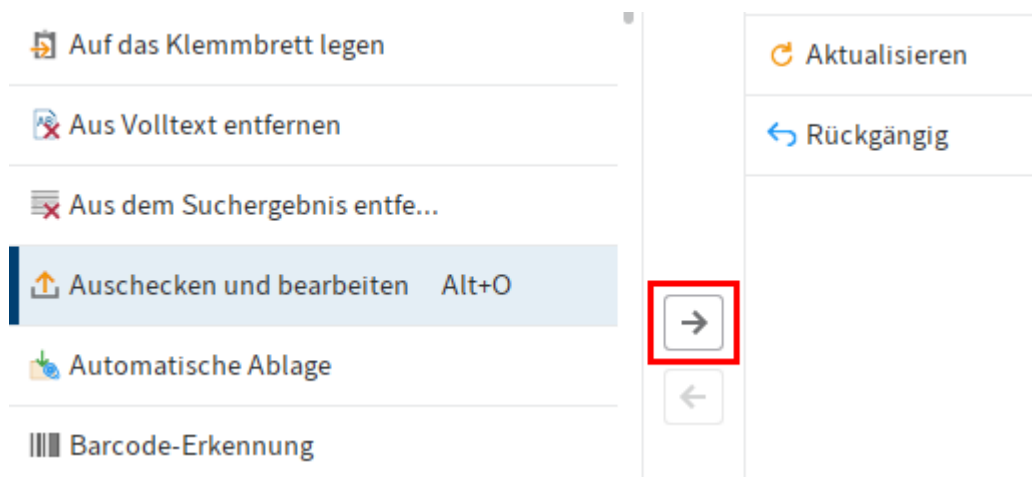 Auf das Klemmbrett legen
Aus Volltext entfernen
Aus dem Suchergebnis entfe...
Auschecken und bearbeiten Alt+O
Automatische Ablage
Barcode-Erkennung
Aktualisieren
Rückgängig